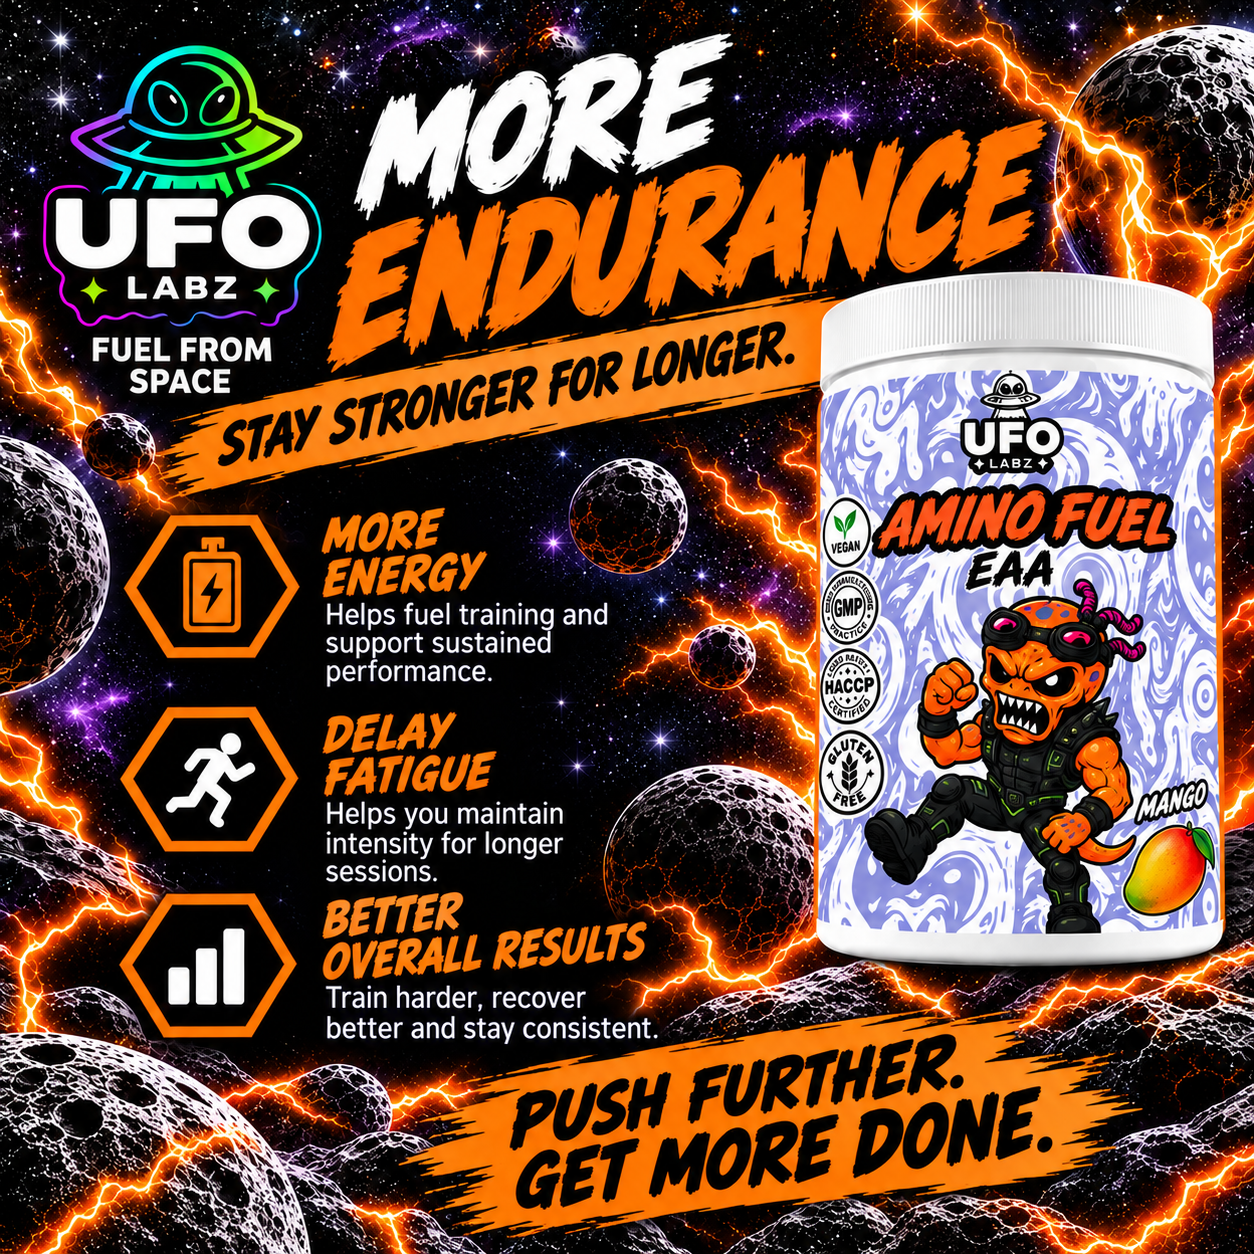 UFO
LABZ
FUEL FROM
SPACE
MORE
ENDURANCE
STAY STRONGER FOR LONGER.
MORE
ENERGY
Helps fuel training and
support sustained
performance.
DELAY
FATIGUE
Helps you maintain
intensity for longer
sessions.
BETTER
OVERALL RESULTS
Train harder, recover
better and stay consistent.
UFO
LABZ
AMINO FUEL
EAA
VEGAN
GMP
PRACTICE
HACCP
CERTIFIED
GLUTEN
FREE
MANGO
PUSH FURTHER.
GET MORE DONE.